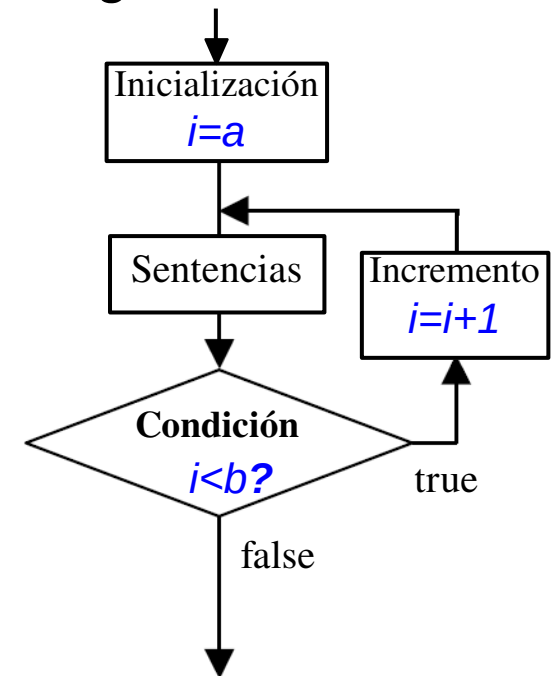 Inicialización
i=a
Sentencias
Incremento
i=i+1
Condición
i<b?
true
false